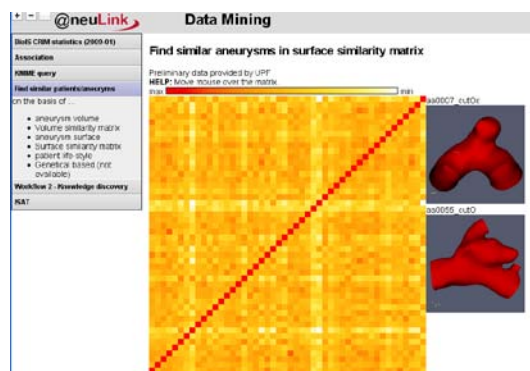 @neuLink
Data Mining
BioIS CRIM statistics (2000-01)
Association
KNIME query
Find similar patients/aneurysms
on the basis of ...
aneurysm volume
Volume similarity matrix
aneurysm surface
Surface similarity matrix
patient life style
Genetical based (not
available)
Workflow 2 - Knowledge discovery
Find similar aneurysms in surface similarity matrix
Preliminary data provided by UPF
HELP: Move mouse over the matrix
max
min